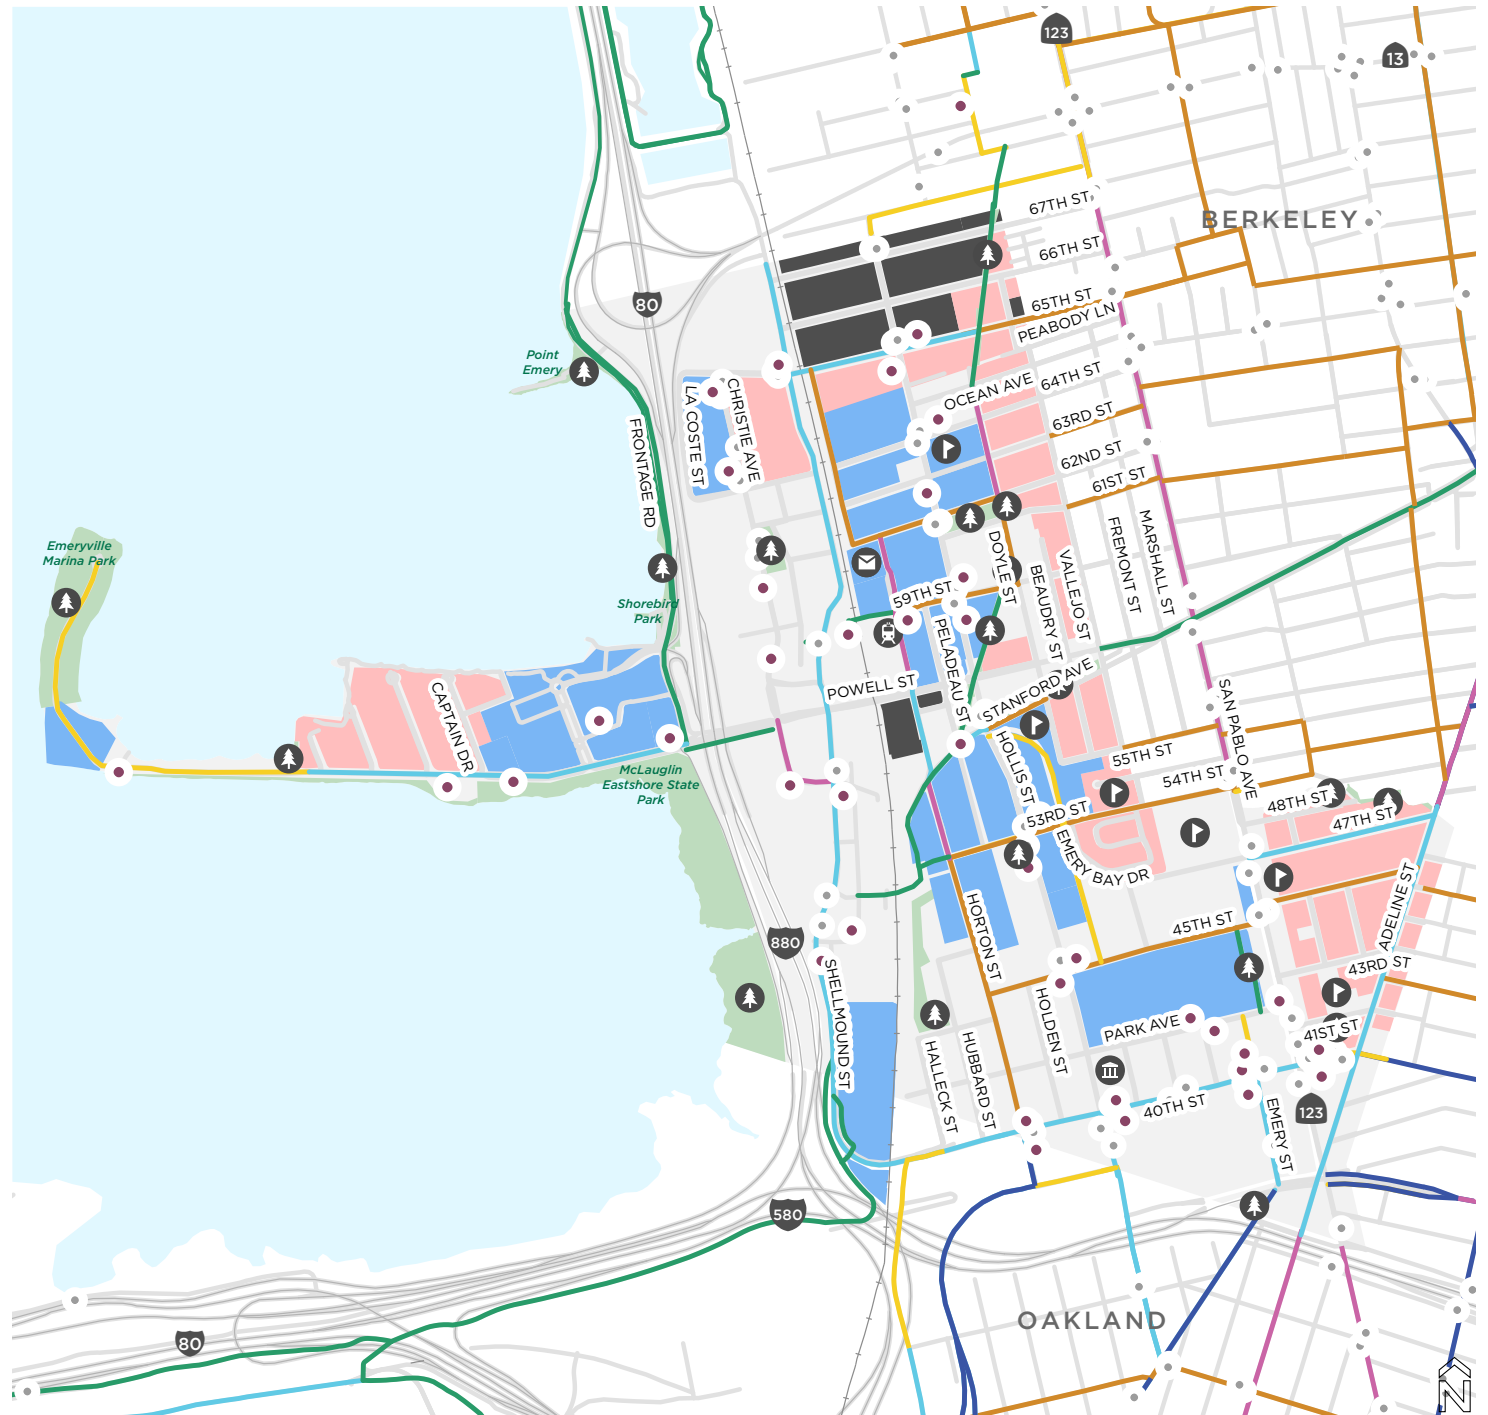 123
13
67TH ST
BERKELEY
66TH ST
80
65TH ST
PEABODY LN
Point
Emery
64TH ST
OCEAN AVE
LA COSTE ST
CHRISTIE AVE
63RD ST
FRONTAGE RD
62ND ST
61ST ST
MARSHALL ST
FREMONT ST
Emeryville
Marina Park
DOYLE ST
VALLEJO ST
BEAUDRY ST
59TH ST
Shorebird
Park
PELADEAU ST
POWELL ST
STANFORD AVE
CAPTAIN DR
SAN PABLO AVE
HOLLIS ST
55TH ST
McLaughlin
Eastshore State
Park
54TH ST
48TH ST
53RD ST
47TH ST
EMERY BAY DR
ADELINE ST
HORTON ST
45TH ST
880
43RD ST
SHELLMOUND ST
HOLDEN ST
PARK AVE
41ST ST
HALLECK ST
HUBBARD ST
40TH ST
123
EMERY ST
580
OAKLAND
80
N